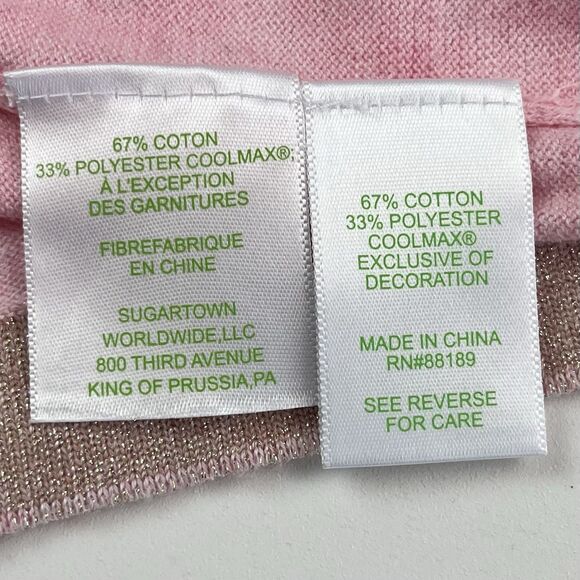 67% COTON
33% POLYESTER COOLMAX®;
À L'EXCEPTION
DES GARNITURES
FIBREFABRIQUE
EN CHINE
SUGARTOWN
WORLDWIDE,LLC
800 THIRD AVENUE
KING OF PRUSSIA,PA
67% COTTON
33% POLYESTER
COOLMAX®
EXCLUSIVE OF
DECORATION
MADE IN CHINA
RN#88189
SEE REVERSE
FOR CARE